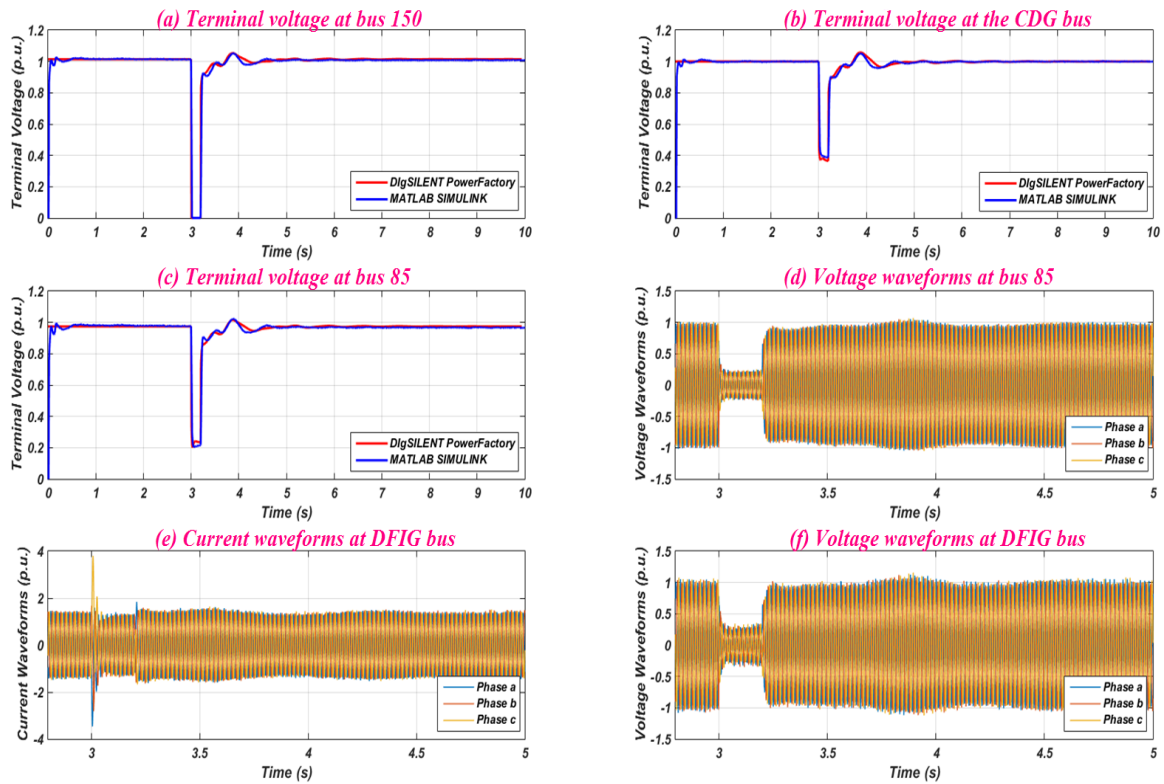 (a) Terminal voltage at bus 150
Terminal Voltage (p.u.)
1.2
1
0.8
0.6
0.4
0.2
0
DIgSILENT PowerFactory
MATLAB SIMULINK
0 1 2 3 4 5 6 7 8 9 10
Time (s)
(b) Terminal voltage at the CDG bus
Terminal Voltage (p.u.)
1.2
1
0.8
0.6
0.4
0.2
0
DIgSILENT PowerFactory
MATLAB SIMULINK
0 1 2 3 4 5 6 7 8 9 10
Time (s)
(c) Terminal voltage at bus 85
Terminal Voltage (p.u.)
1.2
1
0.8
0.6
0.4
0.2
0
DIgSILENT PowerFactory
MATLAB SIMULINK
0 1 2 3 4 5 6 7 8 9 10
Time (s)
(d) Voltage waveforms at bus 85
Voltage Waveforms (p.u.)
1.5
1
0.5
0
-0.5
-1
-1.5
Phase a
Phase b
Phase c
3 3.5 4 4.5 5
Time (s)
(e) Current waveforms at DFIG bus
Current Waveforms (p.u.)
4
2
0
-2
-4
Phase a
Phase b
Phase c
3 3.5 4 4.5 5
Time (s)
(f) Voltage waveforms at DFIG bus
Voltage Waveforms (p.u.)
1.5
1
0.5
0
-0.5
-1
-1.5
Phase a
Phase b
Phase c
3 3.5 4 4.5 5
Time (s)